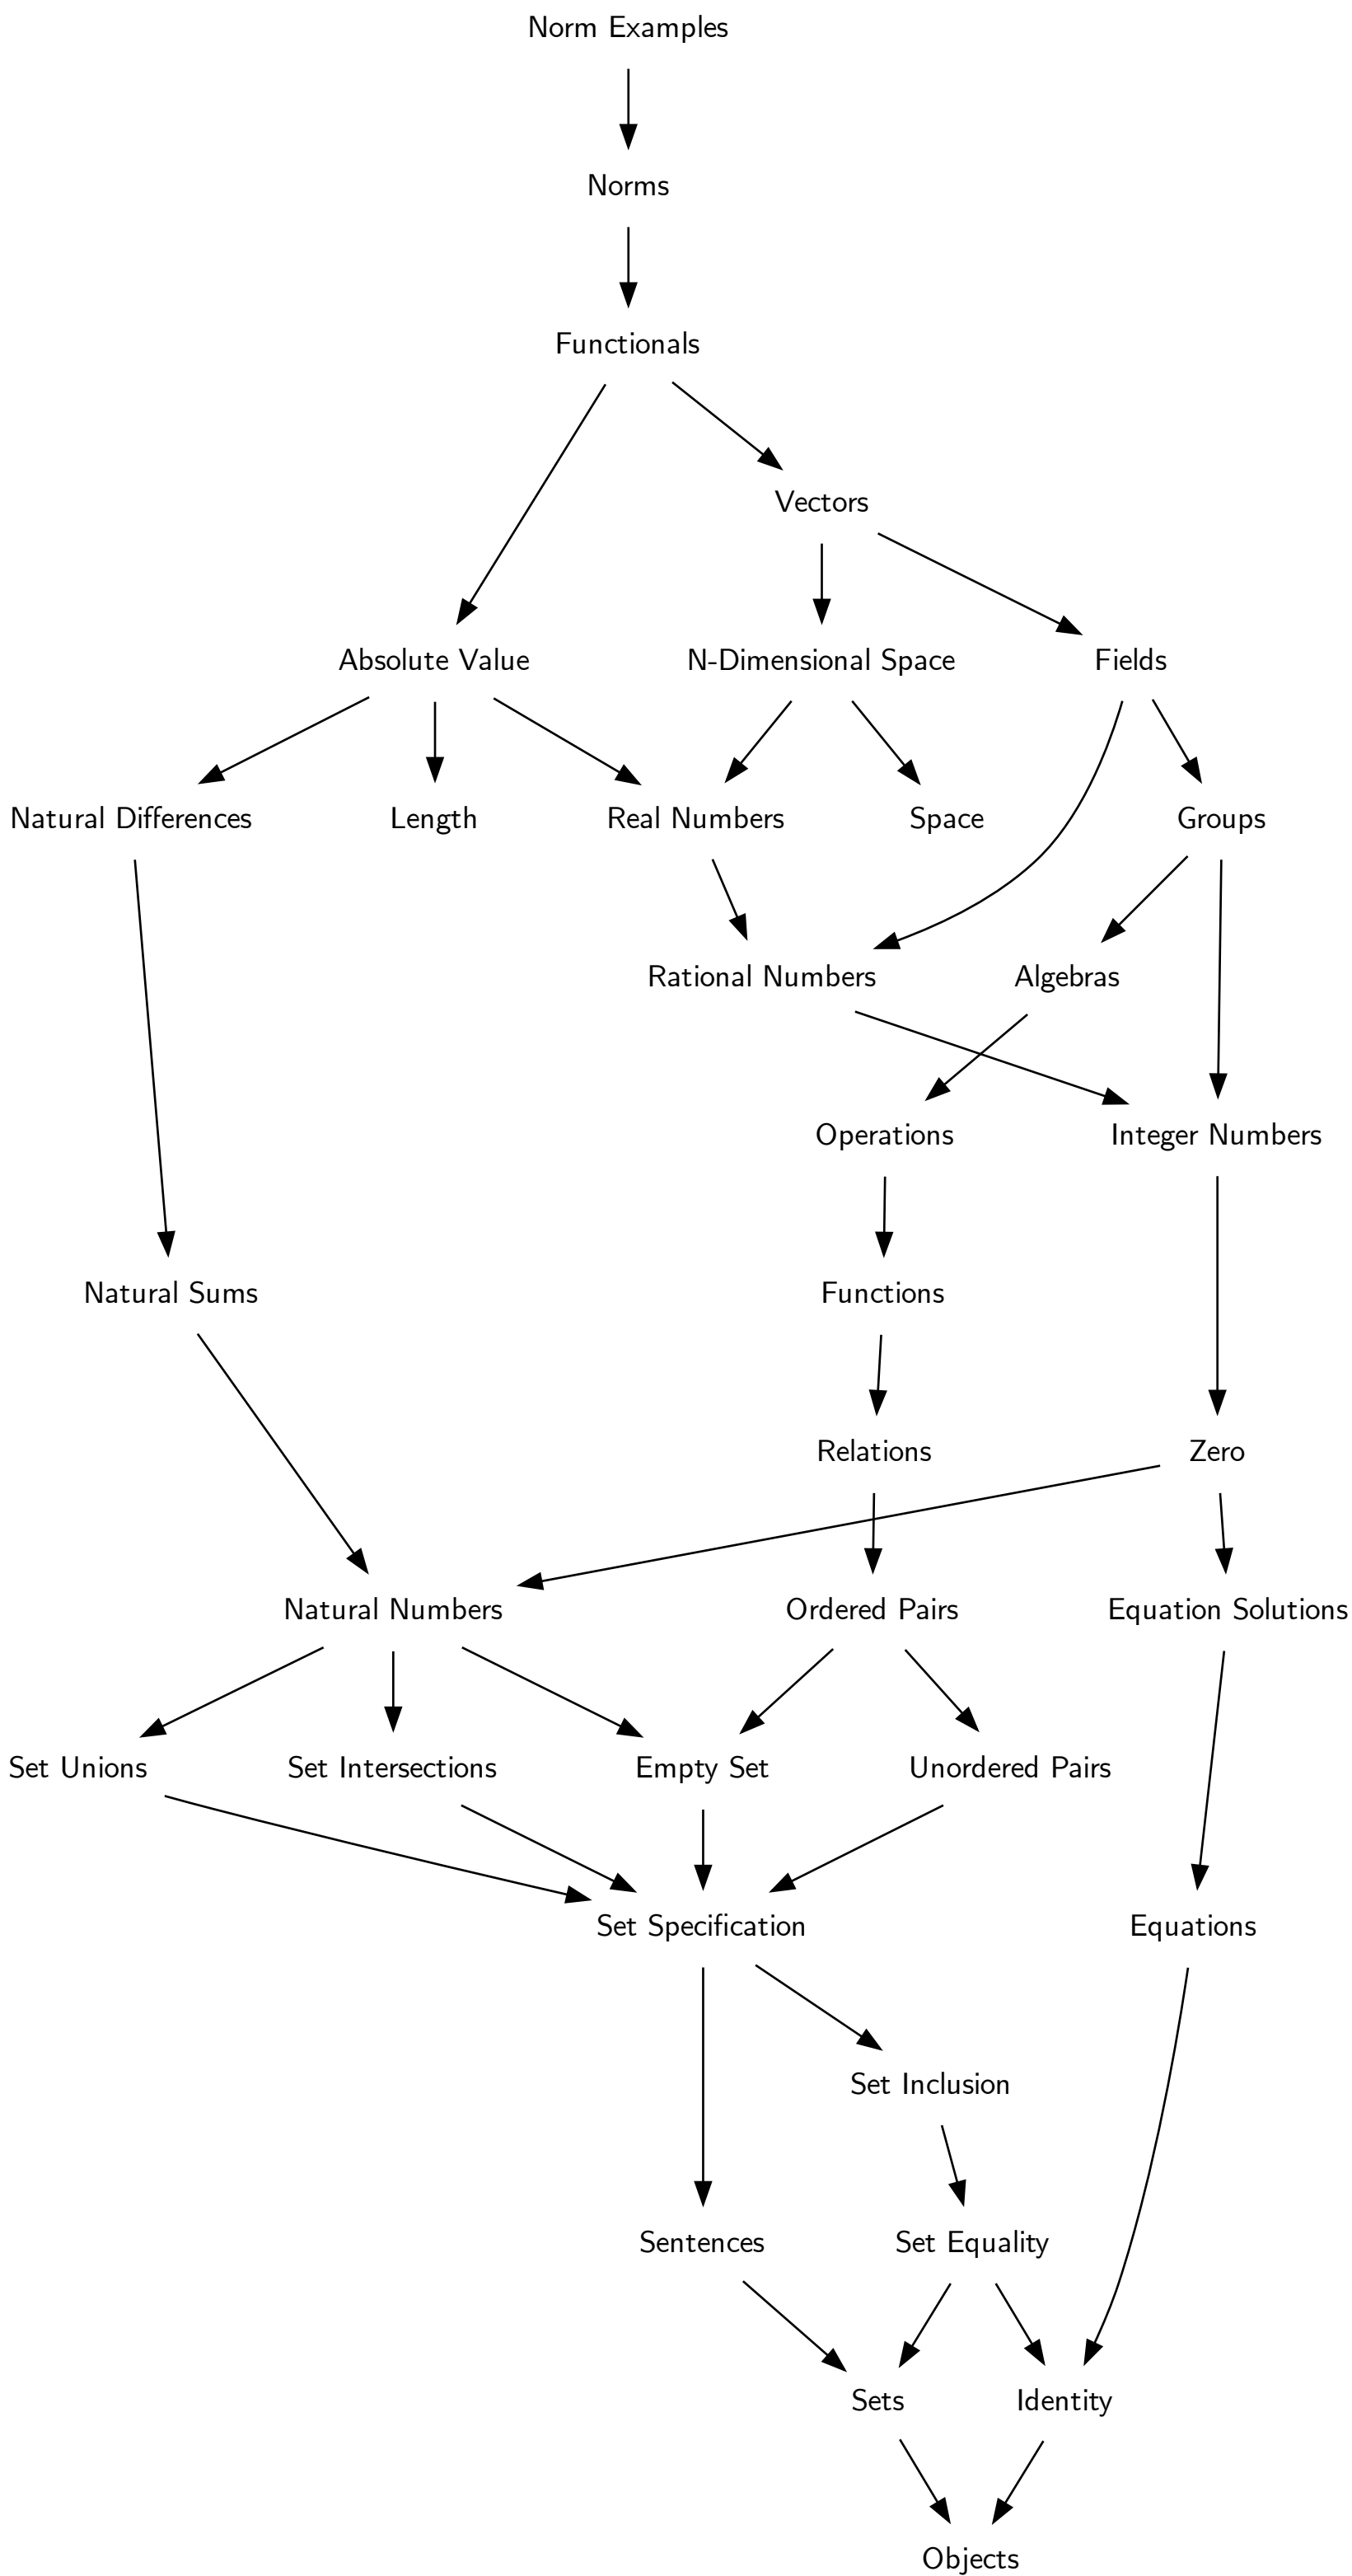 Norm Examples
Norms
Functionals
Vectors
Absolute Value
N-Dimensional Space
Fields
Natural Differences
Length
Real Numbers
Space
Groups
Rational Numbers
Algebras
Operations
Integer Numbers
Natural Sums
Functions
Relations
Zero
Natural Numbers
Ordered Pairs
Equation Solutions
Set Unions
Set Intersections
Empty Set
Unordered Pairs
Set Specification
Equations
Set Inclusion
Sentences
Set Equality
Sets
Identity
Objects